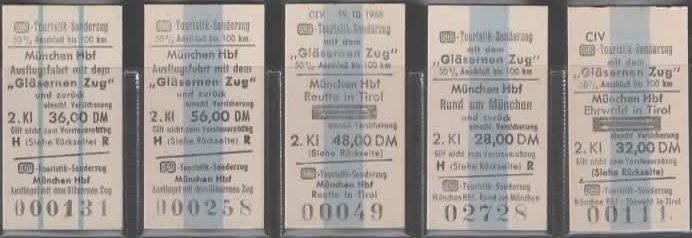 DB-Touristik-Sonderzug
50% Anschluß bis 100 km
München Hbf
Ausflugsfahrt mit dem
„Gläsernen Zug"
und zurück
einschl. Versicherung
2. Kl 36,00 DM
Gilt nicht zum Vorsteuerabzug
H (Siehe Rückseite) R
DB-Touristik-Sonderzug
München Hbf
Ausflugsfahrt mit dem Gläsernen Zug
000131
DB-Touristik-Sonderzug
50% Anschluß bis 100 km
München Hbf
Ausflugsfahrt mit dem
„Gläsernen Zug"
und zurück
einschl. Versicherung
2. Kl 56,00 DM
Gilt nicht zum Vorsteuerabzug
H (Siehe Rückseite) R
DB-Touristik-Sonderzug
München Hbf
Ausflugsfahrt mit dem Gläsernen Zug
000258
CIV 19.10 1988
DB-Touristik-Sonderzug
mit dem
„Gläsernen Zug"
50% Anschluß bis 100 km
München Hbf
Reutte in Tirol
einschl. Versicherung
2. Kl 48,00 DM
(Siehe Rückseite)
DB-Touristik-Sonderzug
München Hbf
Reutte in Tirol
00049
DB-Touristik-Sonderzug
mit dem
„Gläsernen Zug"
50% Anschluß bis 100 km
München Hbf
Rund um München
und zurück
einschl. Versicherung
2. Kl 28,00 DM
Gilt nicht zum Vorsteuerabzug
H (Siehe Rückseite) R
DB-Touristik-Sonderzug
München Hbf. Rund um München
02728
CIV
DB-Touristik-Sonderzug
mit dem
„Gläsernen Zug"
50% Anschluß bis 100 km
München Hbf
Ehrwald in Tirol
einschl. Versicherung
2. Kl 32,00 DM
Gilt nicht zum Vorsteuerabzug
(Siehe Rückseite)
DB-Touristik-Sonderzug
München Hbf - Ehrwald in Tirol
00111